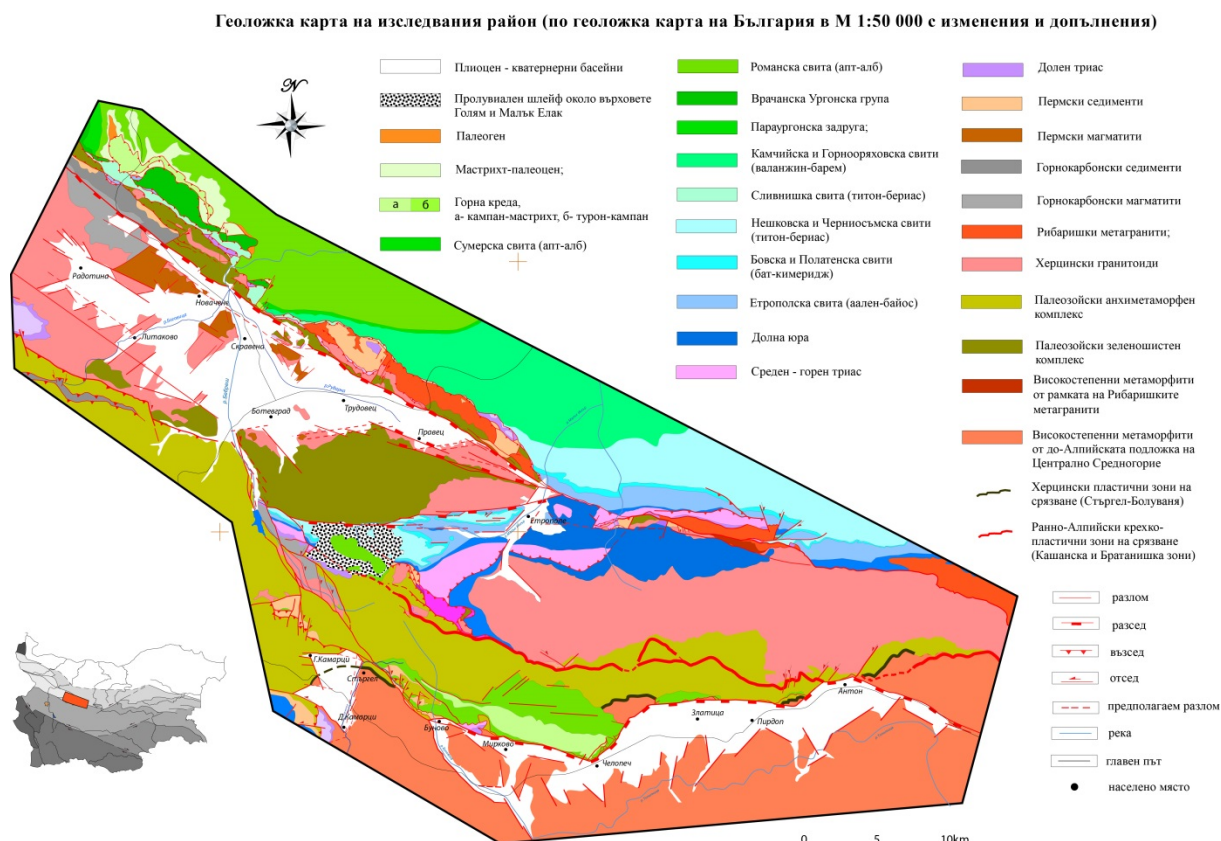 Геоложка карта на изследвания район (по геоложка карта на България в М 1:50 000 с изменения и допълнения)
N
Плиоцен - кватернерни басейни
Пролувиален шлейф около върховете
Голям и Малък Елак
Палеоген
Мастрихт-палеоцен;
а б
Горна креда,
а- кампан-мастрихт, б- турон-кампан
Сумерска свита (апт-алб)
Романска свита (апт-алб)
Врачанска Ургонска група
Параургонска задруга;
Камчийска и Горнооряховска свити
(валанжин-барем)
Сливнишка свита (титон-бериас)
Нешковска и Черниосъмска свити
(титон-бериас)
Бовска и Полатенска свити
(бат-кимеридж)
Етрополска свита (аален-байос)
Долна юра
Среден - горен триас
Долен триас
Пермски седименти
Пермски магматити
Горнокарбонски седименти
Горнокарбонски магматити
Рибаришки метагранити;
Херцински гранитоиди
Палеозойски анхиметаморфен
комплекс
Палеозойски зеленошистен
комплекс
Високостепенни метаморфити
от рамката на Рибаришките
метагранити
Високостепенни метаморфити
от до-Алпийската подложка на
Централно Средногорие
Херцински пластични зони на
срязване (Стъргел-Болуваня)
Ранно-Алпийски крехко-
пластични зони на срязване
(Кашанска и Братанишка зони)
разлом
разсед
възсед
отсед
предполагаем разлом
река
главен път
населено място
Радотина
Новачене
Литаково
Скравена
Ботевград
Трудовец
Правец
Етрополе
Г.Камарци
Стъргел
Д.Камарци
Буново
Мирково
Челопеч
Златица
Пирдоп
Антон
0 5 10km